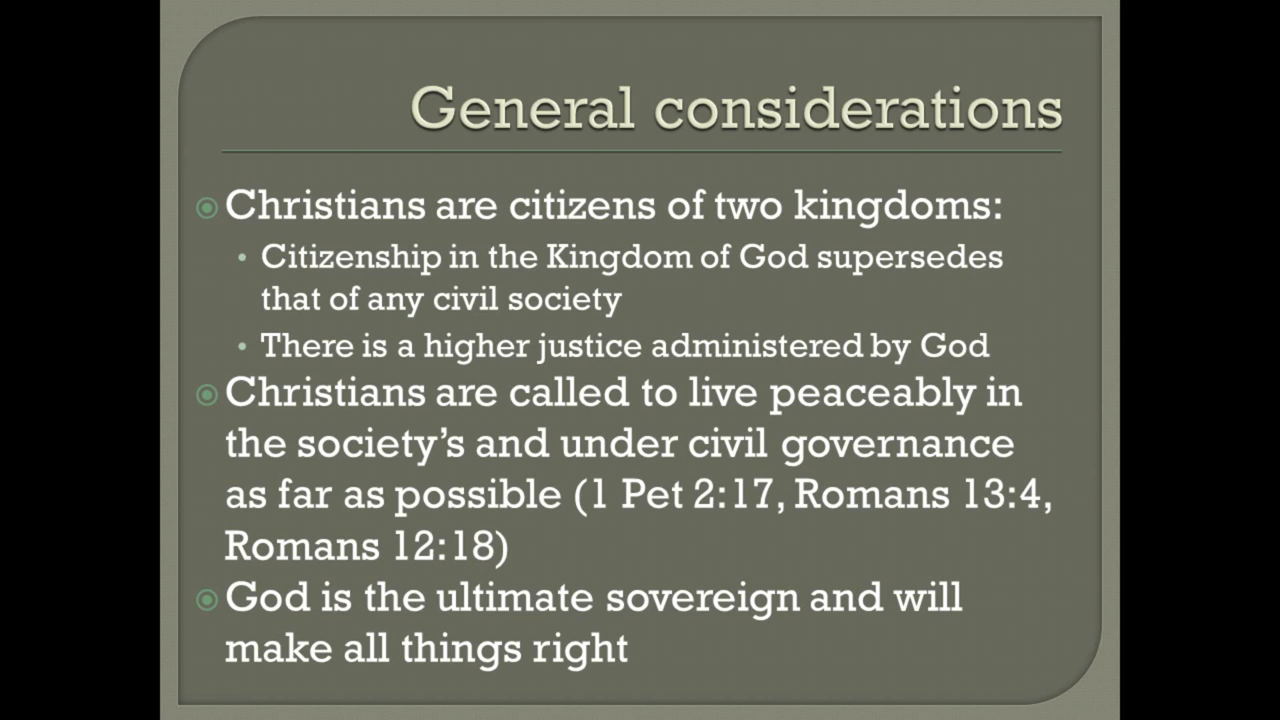 General considerations
Christians are citizens of two kingdoms:
Citizenship in the Kingdom of God supersedes
that of any civil society
There is a higher justice administered by God
Christians are called to live peaceably in
the society’s and under civil governance
as far as possible (1 Pet 2:17, Romans 13:4,
Romans 12:18)
God is the ultimate sovereign and will
make all things right